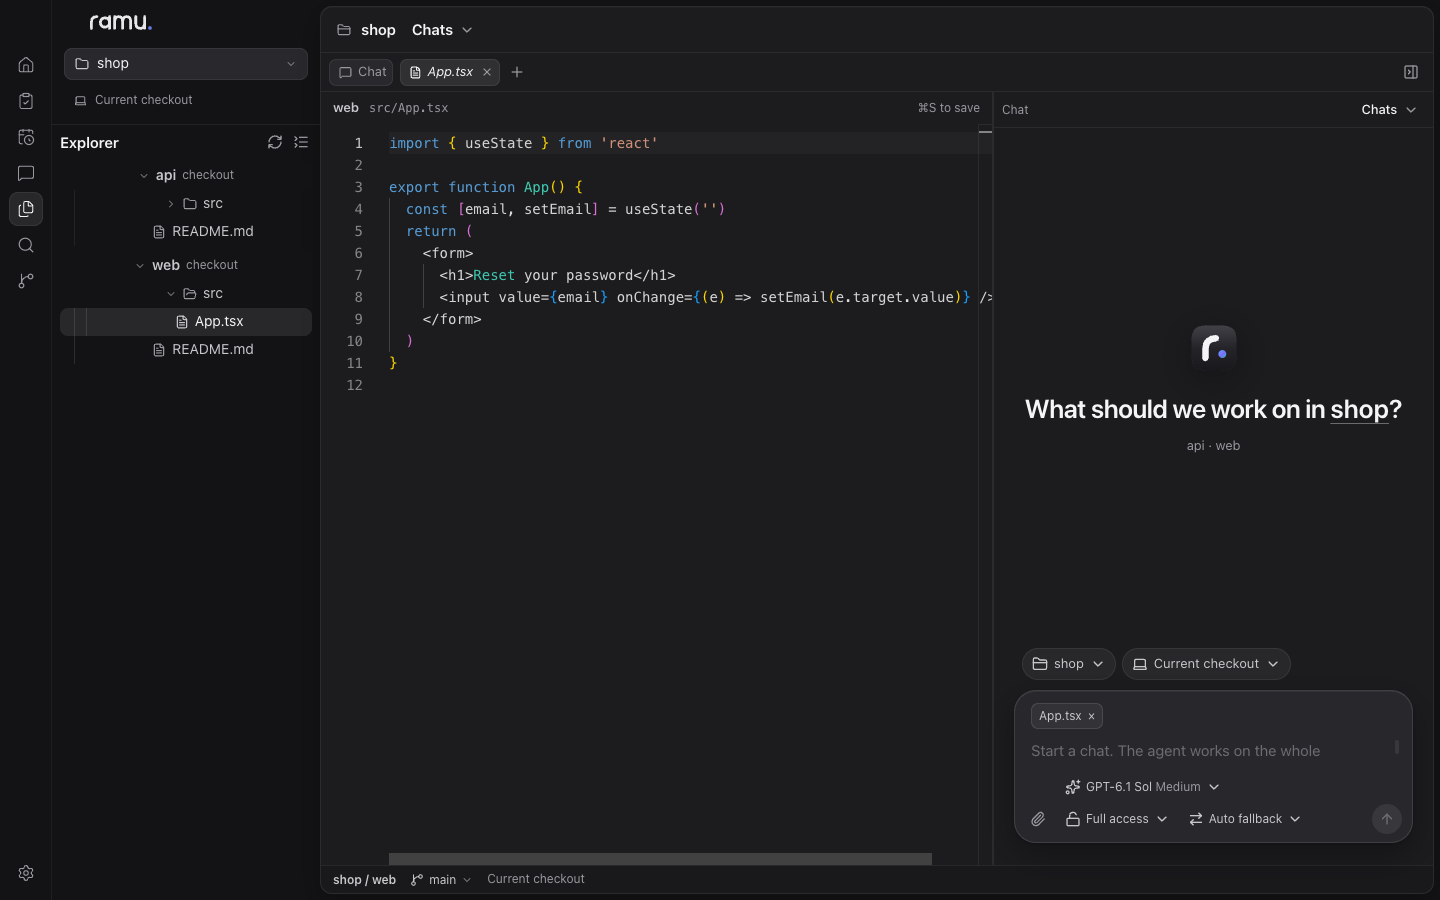 ramu.
shop
Current checkout
Explorer
api checkout
src
README.md
web checkout
src
App.tsx
README.md
shop Chats
Chat App.tsx
web src/App.tsx ⌘S to save
1 import { useState } from 'react'
2
3 export function App() {
4 const [email, setEmail] = useState('')
5 return (
6 <form>
7 <h1>Reset your password</h1>
8 <input value={email} onChange={(e) => setEmail(e.target.value)} />
9 </form>
10 )
11 }
12
Chat Chats
What should we work on in shop?
api · web
shop Current checkout
App.tsx ×
Start a chat. The agent works on the whole
GPT-6.1 Sol Medium
Full access Auto fallback
shop / web main Current checkout